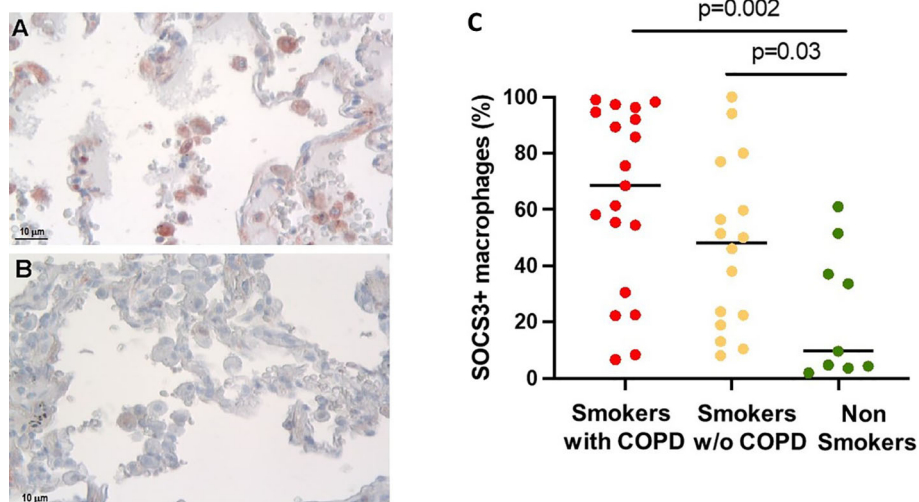 A
10 µm
B
10 µm
C
p=0.002
p=0.03
SOCS3+ macrophages (%)
100
80
60
40
20
0
Smokers
with COPD
Smokers
w/o COPD
Non
Smokers